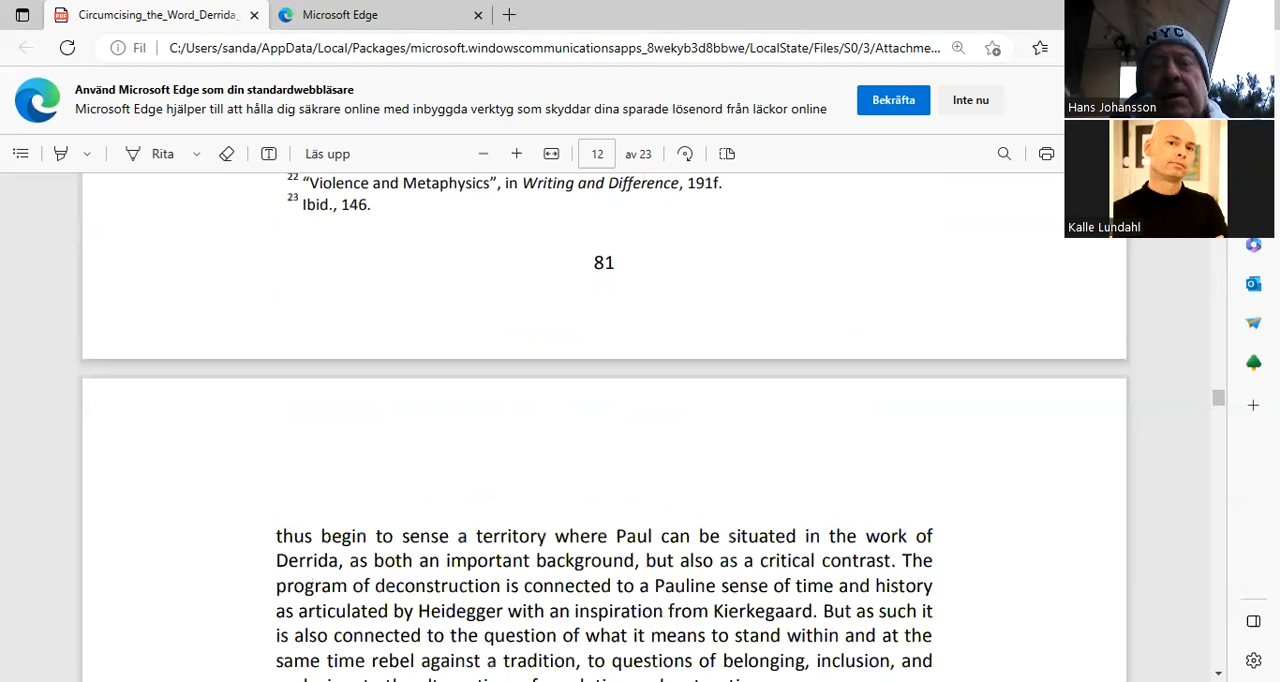 Circumcising_the_Word_Derrida_
Microsoft Edge
Fil
C:/Users/sanda/AppData/Local/Packages/microsoft.windowscommunicationsapps_8wekyb3d8bbwe/LocalState/Files/S0/3/Attachme...
Använd Microsoft Edge som din standardwebbläsare
Microsoft Edge hjälper till att hålla dig säkrare online med inbyggda verktyg som skyddar dina sparade lösenord från läckor online
Bekräfta
Inte nu
Rita
Läs upp
12
av 23
NYC
Hans Johansson
Kalle Lundahl
22 “Violence and Metaphysics”, in Writing and Difference, 191f.
23 Ibid., 146.
81
thus begin to sense a territory where Paul can be situated in the work of
Derrida, as both an important background, but also as a critical contrast. The
program of deconstruction is connected to a Pauline sense of time and history
as articulated by Heidegger with an inspiration from Kierkegaard. But as such it
is also connected to the question of what it means to stand within and at the
same time rebel against a tradition, to questions of belonging, inclusion, and